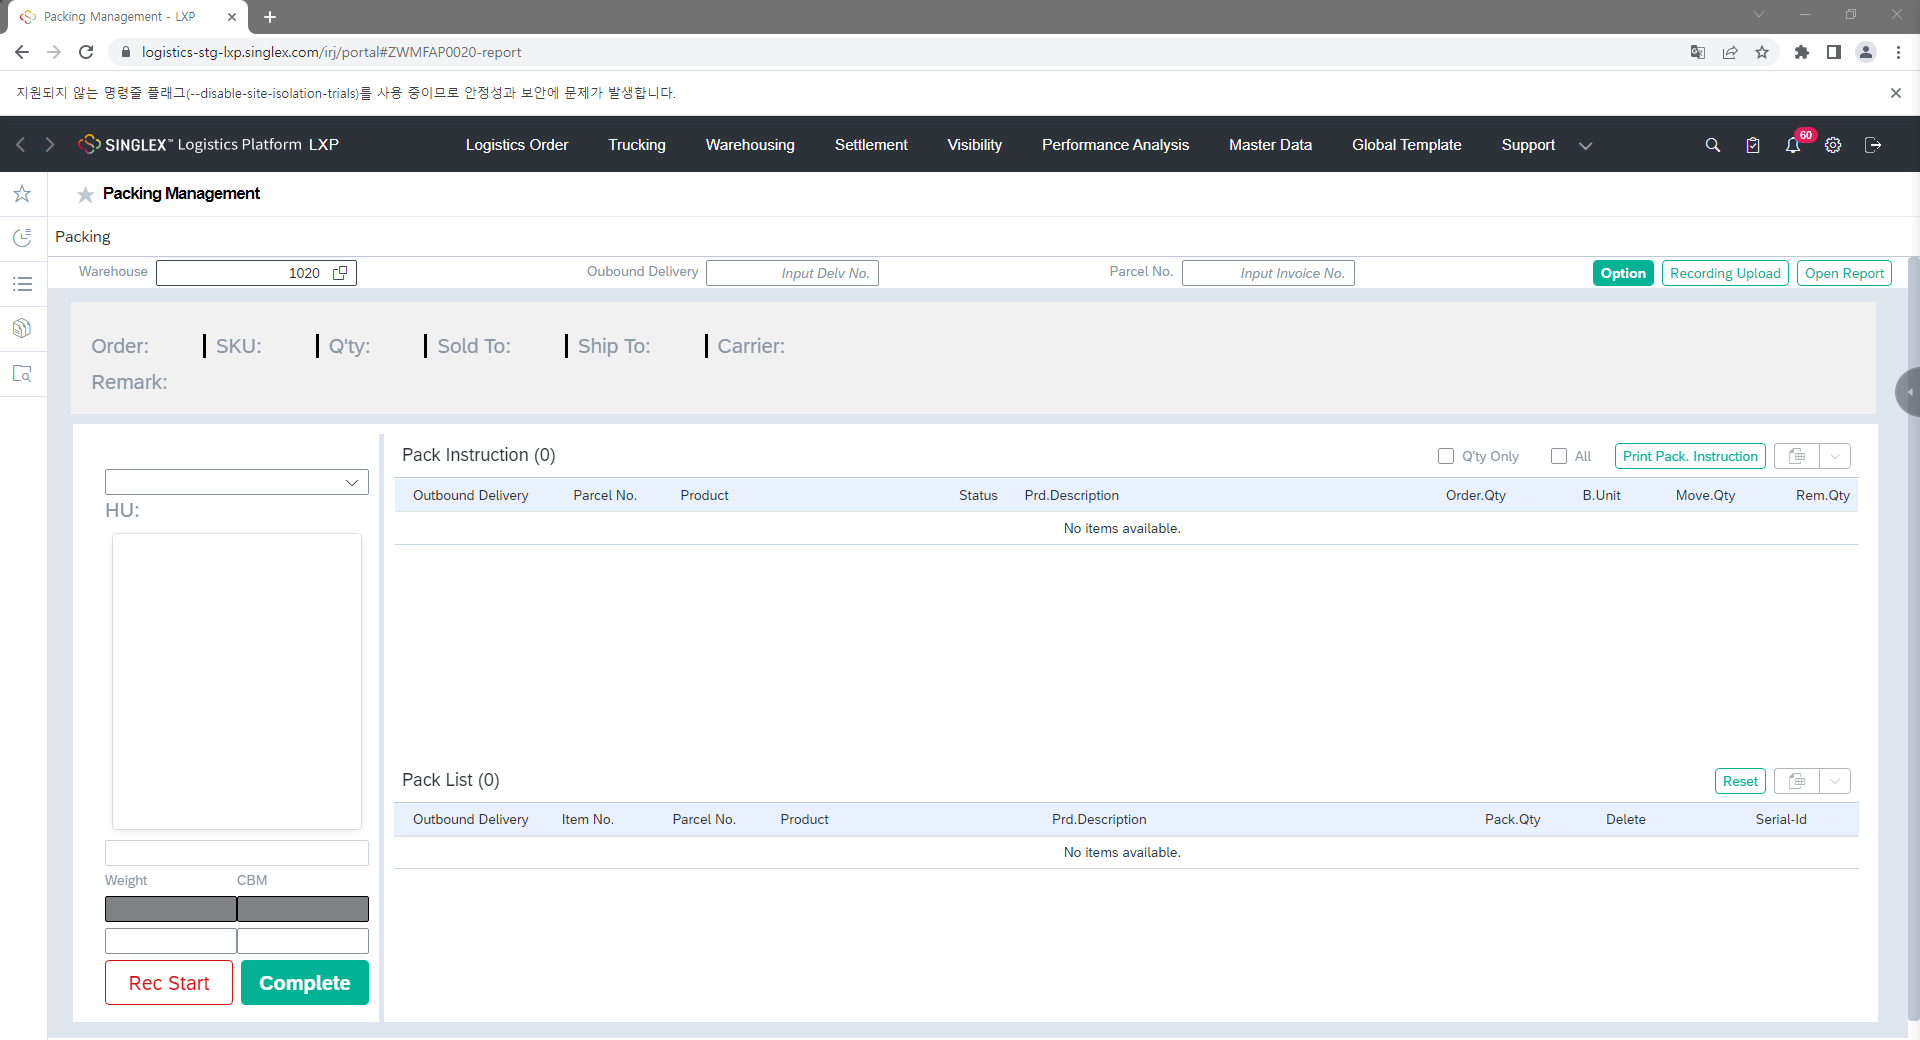 Packing Management - LXP
logistics-stg-lxp.singlex.com/irj/portal#ZWMFAP0020-report
지원되지 않는 명령줄 플래그(--disable-site-isolation-trials)를 사용 중이므로 안정성과 보안에 문제가 발생합니다.
SINGLEX™ Logistics Platform LXP
Logistics Order Trucking Warehousing Settlement Visibility Performance Analysis Master Data Global Template Support
60
Packing Management
Packing
Warehouse 1020 Oubound Delivery Input Delv No. Parcel No. Input Invoice No. Option Recording Upload Open Report
Order: SKU: Q'ty: Sold To: Ship To: Carrier:
Remark:
HU:
Weight CBM
Rec Start Complete
Pack Instruction (0) Q'ty Only All Print Pack. Instruction
Outbound Delivery Parcel No. Product Status Prd.Description Order.Qty B.Unit Move.Qty Rem.Qty
No items available.
Pack List (0) Reset
Outbound Delivery Item No. Parcel No. Product Prd.Description Pack.Qty Delete Serial-Id
No items available.